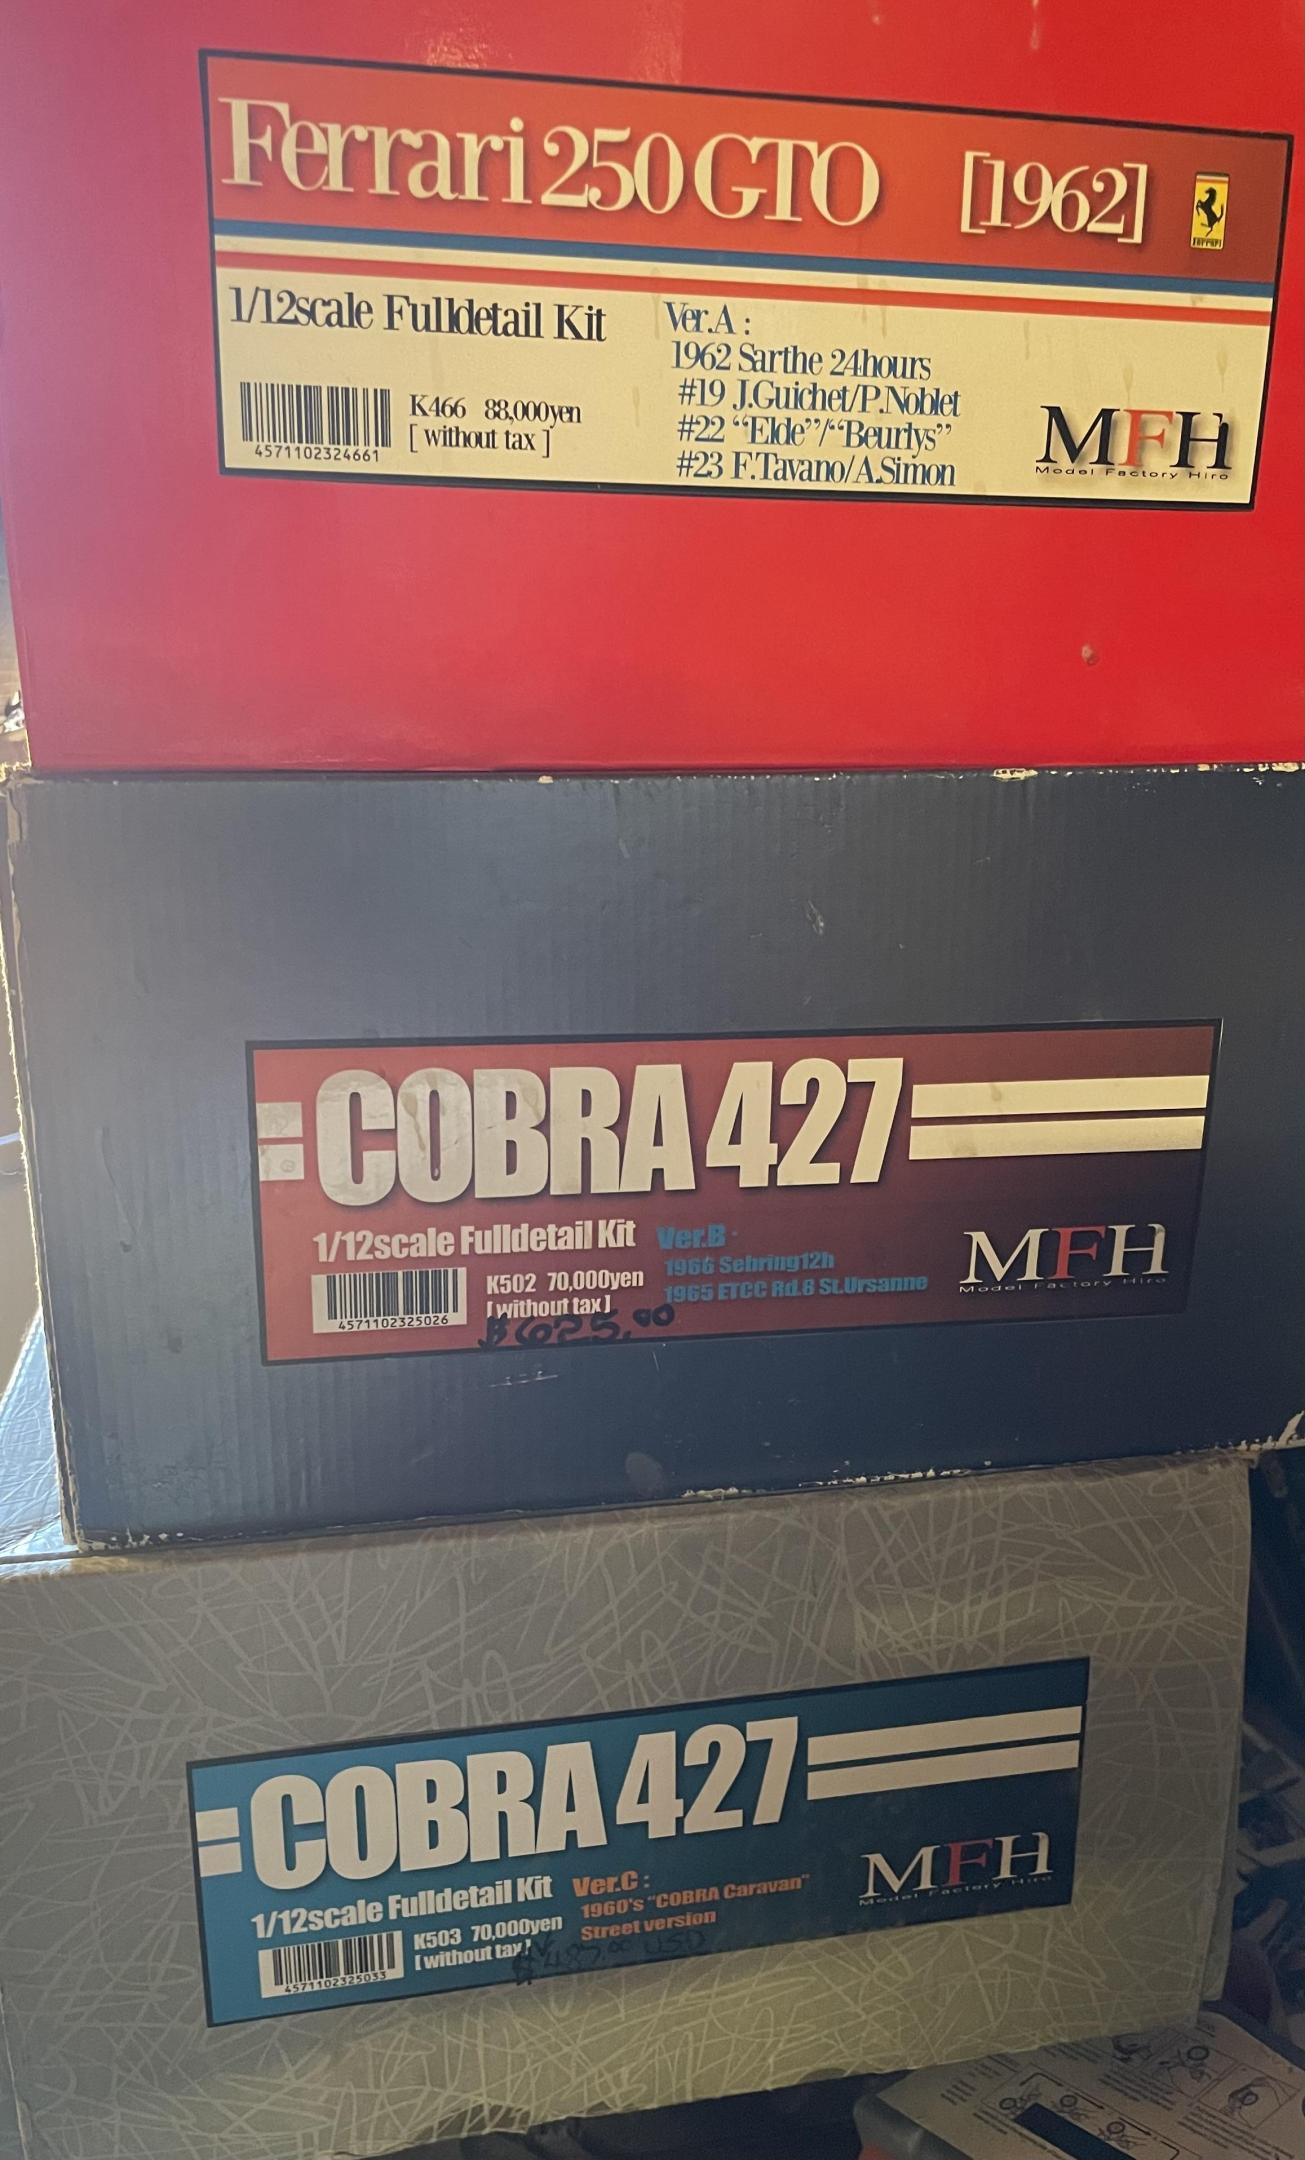 Ferrari 250 GTO [1962]
Ferrari
1/12scale Fulldetail Kit
Ver.A :
1962 Sarthe 24hours
#19 J.Guichet/P.Noblet
#22 “Elde”/“Beurlys”
#23 F.Tavano/A.Simon
K466 88,000yen
[ without tax ]
4571102324661
MFH
Model Factory Hiro
COBRA 427
1/12scale Fulldetail Kit
Ver.B :
1966 Sebring12h
1965 ETCC Rd.8 St.Ursanne
K502 70,000yen
[without tax]
4571102325026
$625.00
MFH
Model Factory Hiro
COBRA 427
1/12scale Fulldetail Kit
Ver.C :
1960's "COBRA Caravan"
Street version
K503 70,000yen
[without tax]
4571102325033
USD
MFH
Model Factory Hiro